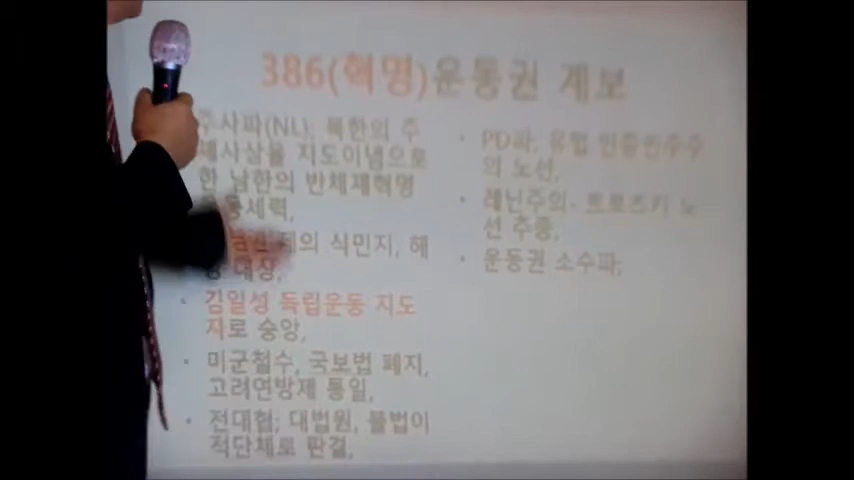 386(혁명)운동권 계보
주사파(NL); 북한의 주
체사상을 지도이념으로
한 남한의 반체제혁명
운동세력,
의 식민지, 해
대상,
· 김일성 독립운동 지도
자로 숭앙,
· 미군철수, 국보법 폐지,
고려연방제 통일,
· 전대협; 대법원, 불법이
적단체로 판결,
· PD파; 유럽 민중민주주
의 노선,
· 레닌주의- 트로츠키 노
선 추종,
· 운동권 소수파;